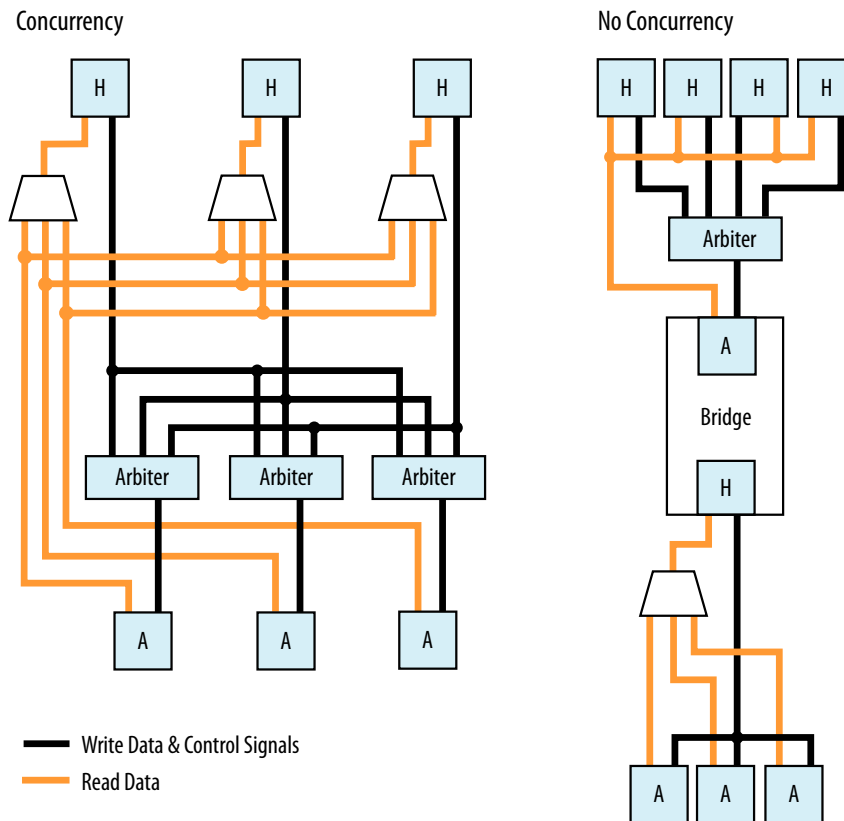 Concurrency
H
H
H
Arbiter
Arbiter
Arbiter
A
A
A
Write Data & Control Signals
Read Data
No Concurrency
H
H
H
H
Arbiter
A
Bridge
H
A
A
A